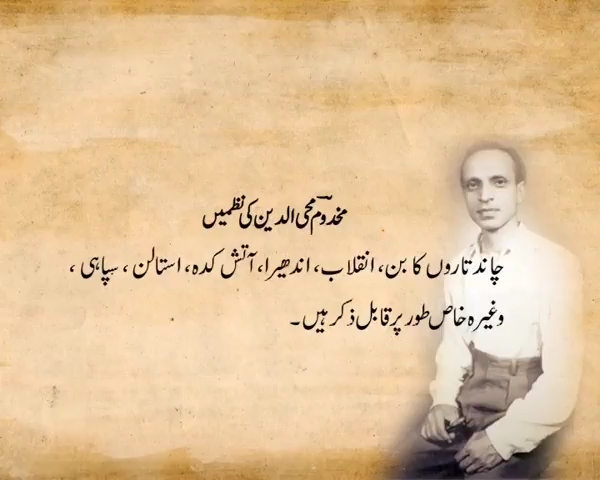 مخدومؔ محی الدین کی نظمیں
چاند تاروں کا بن، انقلاب، اندھیرا، آتش کدہ، استالن، سپاہی،
وغیرہ خاص طور پر قابل ذکر ہیں۔